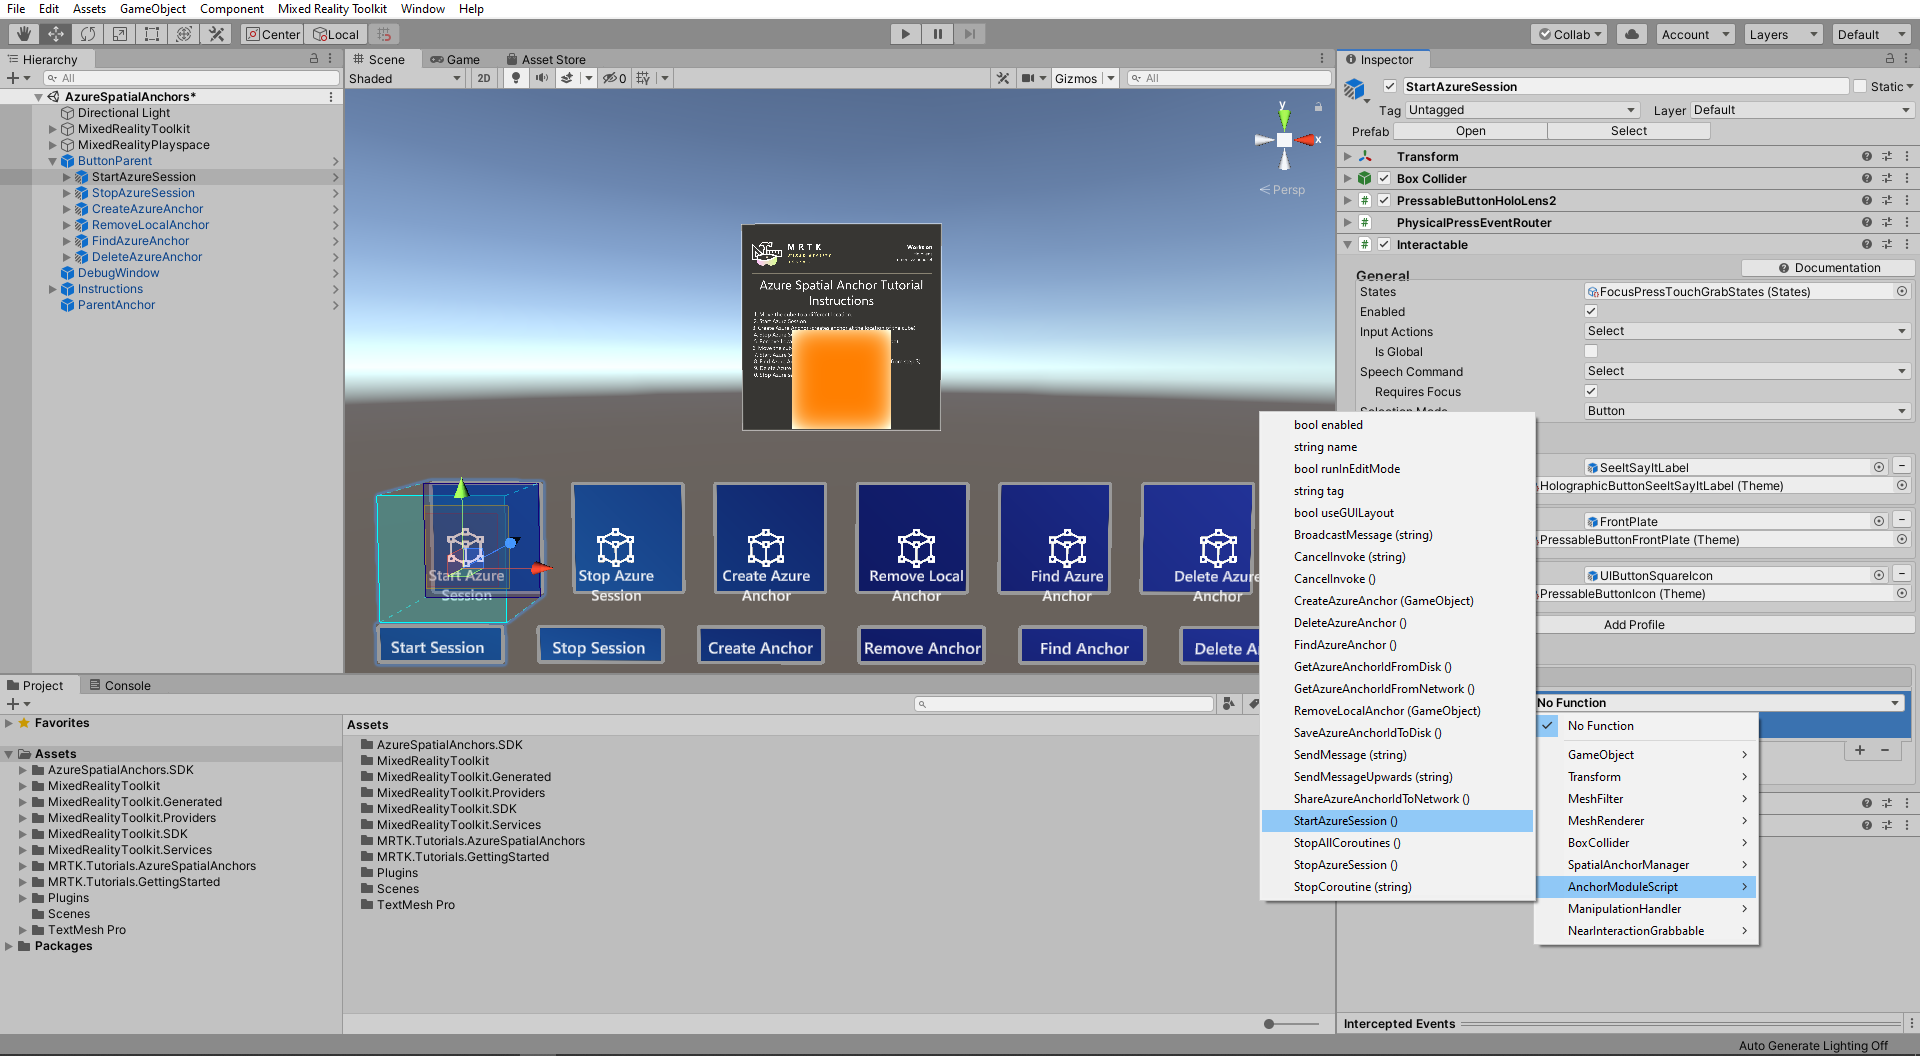 File Edit Assets GameObject Component Mixed Reality Toolkit Window Help
Center Local
Collab Account Layers Default
Hierarchy
All
AzureSpatialAnchors*
Directional Light
MixedRealityToolkit
MixedRealityPlayspace
ButtonParent
StartAzureSession
StopAzureSession
CreateAzureAnchor
RemoveLocalAnchor
FindAzureAnchor
DeleteAzureAnchor
DebugWindow
Instructions
ParentAnchor
Scene Game Asset Store
Shaded 2D 0 Gizmos All
y
x
Persp
MRTK
MIXED REALITY
Azure Spatial Anchor Tutorial
Instructions
2. Start Azure Session
Start Azure
Session
Stop Azure
Session
Create Azure
Anchor
Remove Local
Anchor
Find Azure
Anchor
Delete Azure
Anchor
Start Session
Stop Session
Create Anchor
Remove Anchor
Find Anchor
Delete A
Project Console
Favorites
Assets
AzureSpatialAnchors.SDK
MixedRealityToolkit
MixedRealityToolkit.Generated
MixedRealityToolkit.Providers
MixedRealityToolkit.SDK
MixedRealityToolkit.Services
MRTK.Tutorials.AzureSpatialAnchors
MRTK.Tutorials.GettingStarted
Plugins
Scenes
TextMesh Pro
Packages
Assets
AzureSpatialAnchors.SDK
MixedRealityToolkit
MixedRealityToolkit.Generated
MixedRealityToolkit.Providers
MixedRealityToolkit.SDK
MixedRealityToolkit.Services
MRTK.Tutorials.AzureSpatialAnchors
MRTK.Tutorials.GettingStarted
Plugins
Scenes
TextMesh Pro
Inspector
StartAzureSession Static
Tag Untagged Layer Default
Prefab Open Select
Transform
Box Collider
PressableButtonHoloLens2
PhysicalPressEventRouter
Interactable
Documentation
General
States FocusPressTouchGrabStates (States)
Enabled
Input Actions Select
Is Global
Speech Command Select
Requires Focus
Selection Mode Button
SeeItSayItLabel
HolographicButtonSeeItSayItLabel (Theme)
FrontPlate
PressableButtonFrontPlate (Theme)
UIButtonSquareIcon
PressableButtonIcon (Theme)
Add Profile
No Function
bool enabled
string name
bool runInEditMode
string tag
bool useGUILayout
BroadcastMessage (string)
CancelInvoke (string)
CancelInvoke ()
CreateAzureAnchor (GameObject)
DeleteAzureAnchor ()
FindAzureAnchor ()
GetAzureAnchorIdFromDisk ()
GetAzureAnchorIdFromNetwork ()
RemoveLocalAnchor (GameObject)
SaveAzureAnchorIdToDisk ()
SendMessage (string)
SendMessageUpwards (string)
ShareAzureAnchorIdToNetwork ()
StartAzureSession ()
StopAllCoroutines ()
StopAzureSession ()
StopCoroutine (string)
No Function
GameObject
Transform
MeshFilter
MeshRenderer
BoxCollider
SpatialAnchorManager
AnchorModuleScript
ManipulationHandler
NearInteractionGrabbable
Intercepted Events
Auto Generate Lighting Off